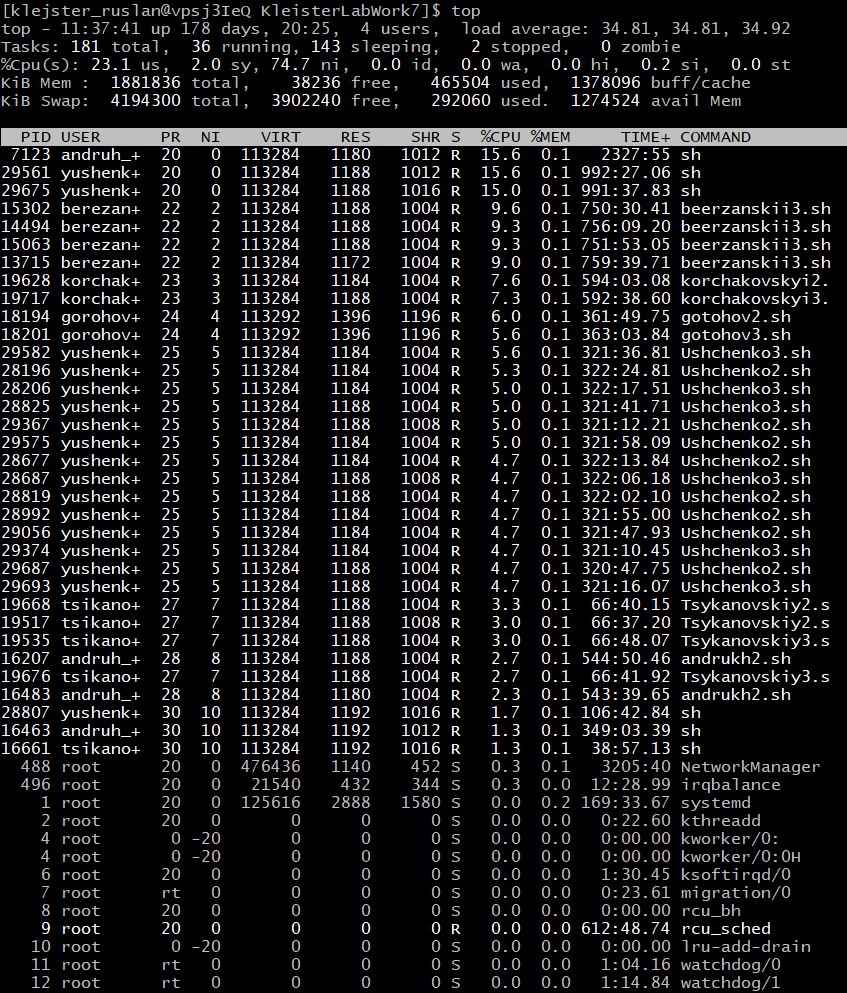 [klejster_ruslan@vpsj3IeQ KleisterLabWork7]$ top
top - 11:37:41 up 178 days, 20:25,  4 users,  load average: 34.81, 34.81, 34.92
Tasks: 181 total,  36 running, 143 sleeping,   2 stopped,   0 zombie
%Cpu(s): 23.1 us,  2.0 sy, 74.7 ni,  0.0 id,  0.0 wa,  0.0 hi,  0.2 si,  0.0 st
KiB Mem :  1881836 total,    38236 free,   465504 used,  1378096 buff/cache
KiB Swap:  4194300 total,  3902240 free,   292060 used.  1274524 avail Mem
PID USER PR NI VIRT RES SHR S %CPU %MEM TIME+ COMMAND
7123 andruh_+ 20 0 113284 1180 1012 R 15.6 0.1 2327:55 sh
29561 yushenk+ 20 0 113284 1188 1012 R 15.6 0.1 992:27.06 sh
29675 yushenk+ 20 0 113284 1188 1016 R 15.0 0.1 991:37.83 sh
15302 berezan+ 22 2 113284 1188 1004 R 9.6 0.1 750:30.41 beerzanskii3.sh
14494 berezan+ 22 2 113284 1188 1004 R 9.3 0.1 756:09.20 beerzanskii3.sh
15063 berezan+ 22 2 113284 1188 1004 R 9.3 0.1 751:53.05 beerzanskii3.sh
13715 berezan+ 22 2 113284 1172 1004 R 9.0 0.1 759:39.71 beerzanskii3.sh
19628 korchak+ 23 3 113284 1184 1004 R 7.6 0.1 594:03.08 korchakovskyi2.
19717 korchak+ 23 3 113284 1188 1004 R 7.3 0.1 592:38.60 korchakovskyi3.
18194 gorohov+ 24 4 113292 1396 1196 R 6.0 0.1 361:49.75 gotohov2.sh
18201 gorohov+ 24 4 113292 1396 1196 R 5.6 0.1 363:03.84 gotohov3.sh
29582 yushenk+ 25 5 113284 1184 1004 R 5.6 0.1 321:36.81 Ushchenko3.sh
28196 yushenk+ 25 5 113284 1184 1004 R 5.3 0.1 322:24.81 Ushchenko2.sh
28206 yushenk+ 25 5 113284 1184 1004 R 5.0 0.1 322:17.51 Ushchenko3.sh
28825 yushenk+ 25 5 113284 1188 1004 R 5.0 0.1 321:41.71 Ushchenko3.sh
29367 yushenk+ 25 5 113284 1188 1008 R 5.0 0.1 321:12.21 Ushchenko2.sh
29575 yushenk+ 25 5 113284 1184 1004 R 5.0 0.1 321:58.09 Ushchenko2.sh
28677 yushenk+ 25 5 113284 1184 1004 R 4.7 0.1 322:13.84 Ushchenko2.sh
28687 yushenk+ 25 5 113284 1188 1008 R 4.7 0.1 322:06.18 Ushchenko3.sh
28819 yushenk+ 25 5 113284 1188 1004 R 4.7 0.1 322:02.10 Ushchenko2.sh
28992 yushenk+ 25 5 113284 1188 1004 R 4.7 0.1 321:55.00 Ushchenko2.sh
29056 yushenk+ 25 5 113284 1184 1004 R 4.7 0.1 321:47.93 Ushchenko2.sh
29374 yushenk+ 25 5 113284 1184 1004 R 4.7 0.1 321:10.45 Ushchenko3.sh
29687 yushenk+ 25 5 113284 1188 1004 R 4.7 0.1 320:47.75 Ushchenko2.sh
29693 yushenk+ 25 5 113284 1188 1004 R 4.7 0.1 321:16.07 Ushchenko3.sh
19668 tsikano+ 27 7 113284 1188 1004 R 3.3 0.1 66:40.15 Tsykanovskiy2.s
19517 tsikano+ 27 7 113284 1188 1008 R 3.0 0.1 66:37.20 Tsykanovskiy2.s
19535 tsikano+ 27 7 113284 1188 1004 R 3.0 0.1 66:48.07 Tsykanovskiy3.s
16207 andruh_+ 28 8 113284 1188 1004 R 2.7 0.1 544:50.46 andrukh2.sh
19676 tsikano+ 27 7 113284 1188 1004 R 2.7 0.1 66:41.92 Tsykanovskiy3.s
16483 andruh_+ 28 8 113284 1180 1004 R 2.3 0.1 543:39.65 andrukh2.sh
28807 yushenk+ 30 10 113284 1192 1016 R 1.7 0.1 106:42.84 sh
16463 andruh_+ 30 10 113284 1192 1012 R 1.3 0.1 349:03.39 sh
16661 tsikano+ 30 10 113284 1192 1016 R 1.3 0.1 38:57.13 sh
488 root 20 0 476436 1140 452 S 0.3 0.1 3205:40 NetworkManager
496 root 20 0 21540 432 344 S 0.3 0.0 12:28.99 irqbalance
1 root 20 0 125616 2888 1580 S 0.0 0.2 169:33.67 systemd
2 root 20 0 0 0 0 S 0.0 0.0 0:22.60 kthreadd
4 root 0 -20 0 0 0 S 0.0 0.0 0:00.00 kworker/0:
4 root 0 -20 0 0 0 S 0.0 0.0 0:00.00 kworker/0:0H
6 root 20 0 0 0 0 S 0.0 0.0 1:30.45 ksoftirqd/0
7 root rt 0 0 0 0 S 0.0 0.0 0:23.61 migration/0
8 root 20 0 0 0 0 S 0.0 0.0 0:00.00 rcu_bh
9 root 20 0 0 0 0 R 0.0 0.0 612:48.74 rcu_sched
10 root 0 -20 0 0 0 S 0.0 0.0 0:00.00 lru-add-drain
11 root rt 0 0 0 0 S 0.0 0.0 1:04.16 watchdog/0
12 root rt 0 0 0 0 S 0.0 0.0 1:14.84 watchdog/1